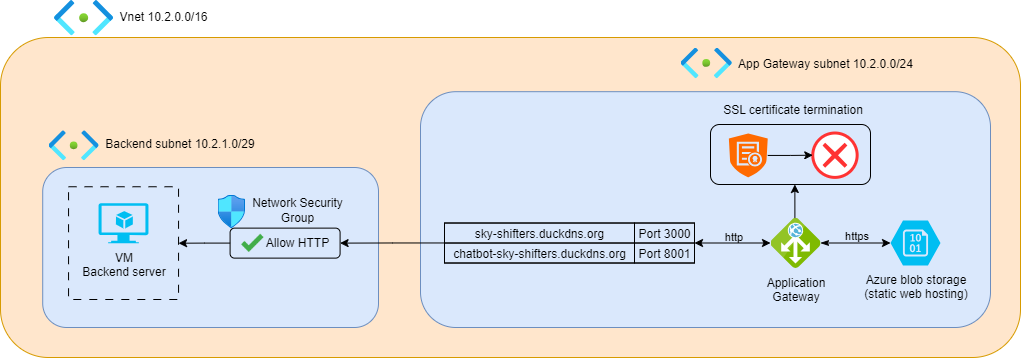 Vnet 10.2.0.0/16
App Gateway subnet 10.2.0.0/24
SSL certificate termination
Backend subnet 10.2.1.0/29
Network Security
Group
Allow HTTP
VM
Backend server
sky-shifters.duckdns.org Port 3000
chatbot-sky-shifters.duckdns.org Port 8001
http
https
10
01
Application
Gateway
Azure blob storage
(static web hosting)